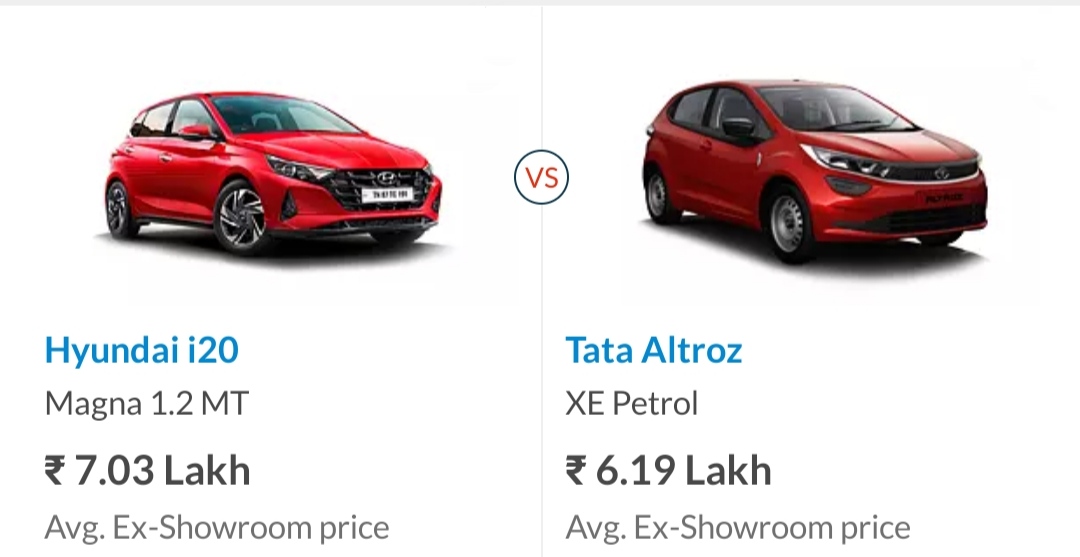 VS
Hyundai i20
Magna 1.2 MT
₹ 7.03 Lakh
Avg. Ex-Showroom price
Tata Altroz
XE Petrol
₹ 6.19 Lakh
Avg. Ex-Showroom price